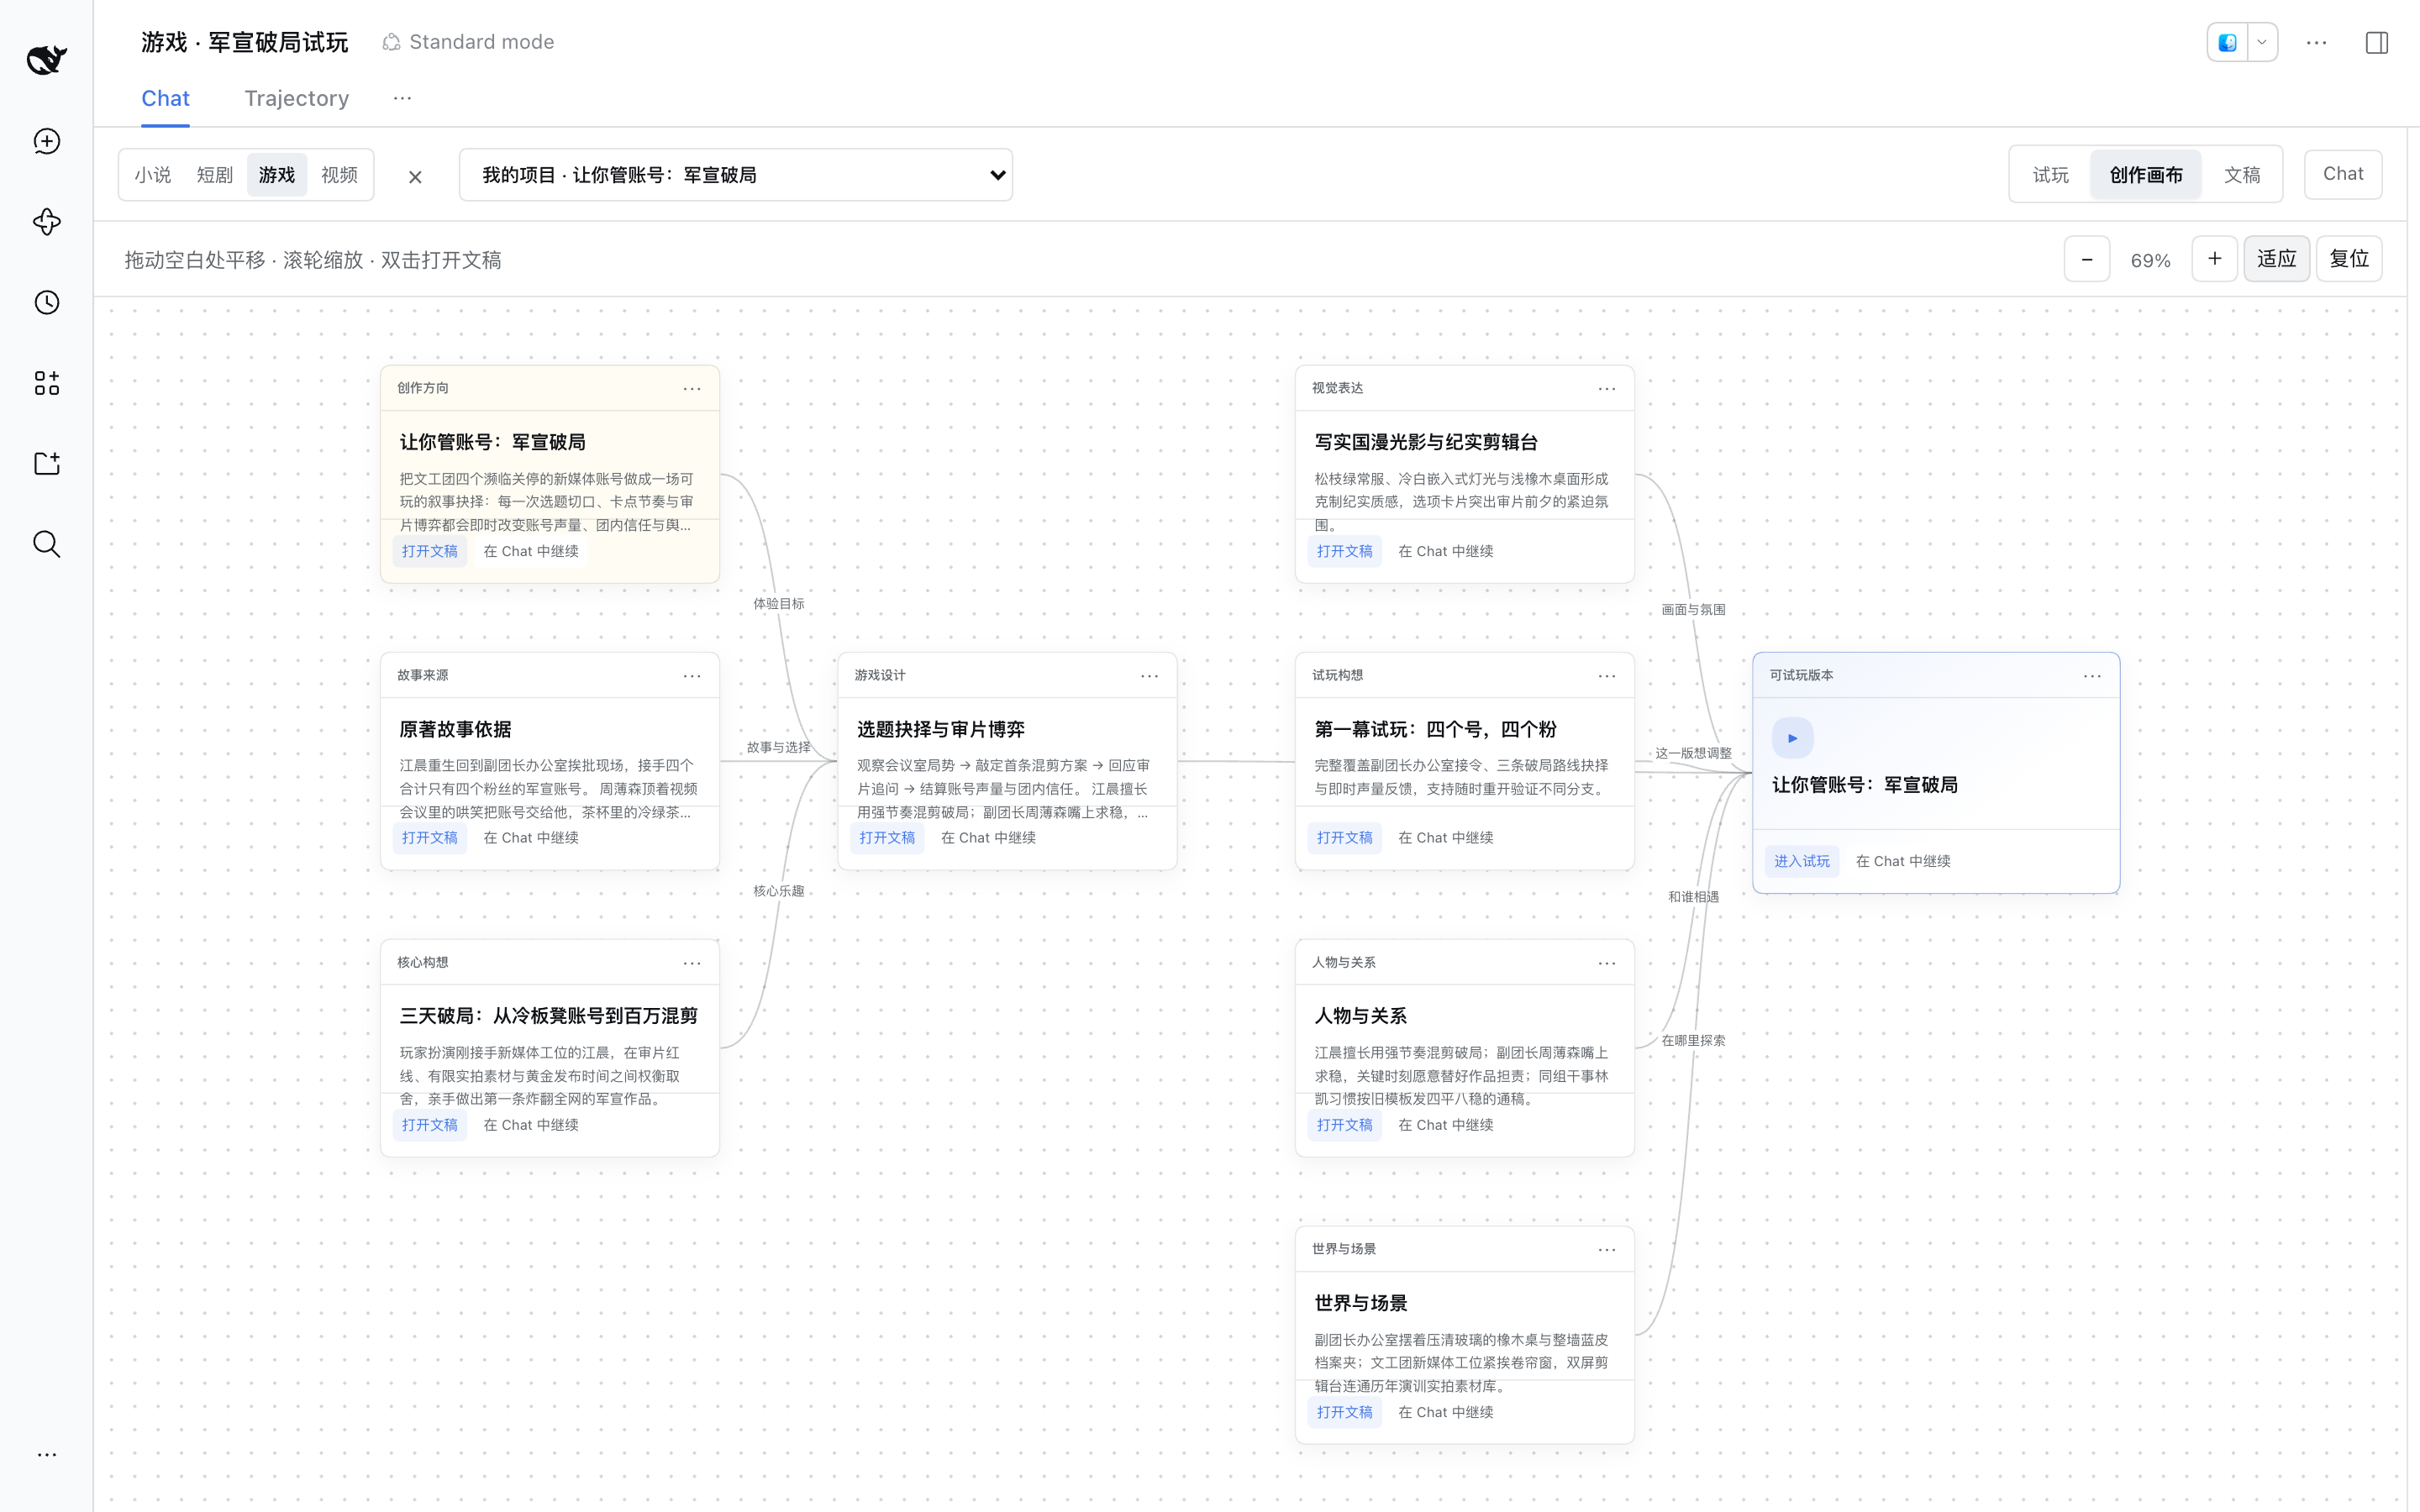 游戏 · 军宣破局试玩
Standard mode
Chat
Trajectory
小说
短剧
游戏
视频
我的项目 · 让你管账号：军宣破局
试玩
创作画布
文稿
Chat
拖动空白处平移 · 滚轮缩放 · 双击打开文稿
69%
适应
复位
创作方向
让你管账号：军宣破局
把文工团四个濒临关停的新媒体账号做成一场可
玩的叙事抉择：每一次选题切口、卡点节奏与审
片博弈都会即时改变账号声量、团内信任与舆...
打开文稿
在 Chat 中继续
体验目标
故事来源
原著故事依据
江晨重生回到副团长办公室挨批现场，接手四个
合计只有四个粉丝的军宣账号。 周薄森顶着视频
会议里的哄笑把账号交给他，茶杯里的冷绿茶...
打开文稿
在 Chat 中继续
故事与选择
核心乐趣
核心构想
三天破局：从冷板凳账号到百万混剪
玩家扮演刚接手新媒体工位的江晨，在审片红
线、有限实拍素材与黄金发布时间之间权衡取
舍，亲手做出第一条炸翻全网的军宣作品。
打开文稿
在 Chat 中继续
游戏设计
选题抉择与审片博弈
观察会议室局势 → 敲定首条混剪方案 → 回应审
片追问 → 结算账号声量与团内信任。 江晨擅长
用强节奏混剪破局；副团长周薄森嘴上求稳，...
打开文稿
在 Chat 中继续
视觉表达
写实国漫光影与纪实剪辑台
松枝绿常服、冷白嵌入式灯光与浅橡木桌面形成
克制纪实质感，选项卡片突出审片前夕的紧迫氛
围。
打开文稿
在 Chat 中继续
画面与氛围
试玩构想
第一幕试玩：四个号，四个粉
完整覆盖副团长办公室接令、三条破局路线抉择
与即时声量反馈，支持随时重开验证不同分支。
打开文稿
在 Chat 中继续
这一版想调整
和谁相遇
人物与关系
人物与关系
江晨擅长用强节奏混剪破局；副团长周薄森嘴上
求稳，关键时刻愿意替好作品担责；同组干事林
凯习惯按旧模板发四平八稳的通稿。
打开文稿
在 Chat 中继续
在哪里探索
世界与场景
世界与场景
副团长办公室摆着压清玻璃的橡木桌与整墙蓝皮
档案夹；文工团新媒体工位紧挨卷帘窗，双屏剪
辑台连通历年演训实拍素材库。
打开文稿
在 Chat 中继续
可试玩版本
让你管账号：军宣破局
进入试玩
在 Chat 中继续